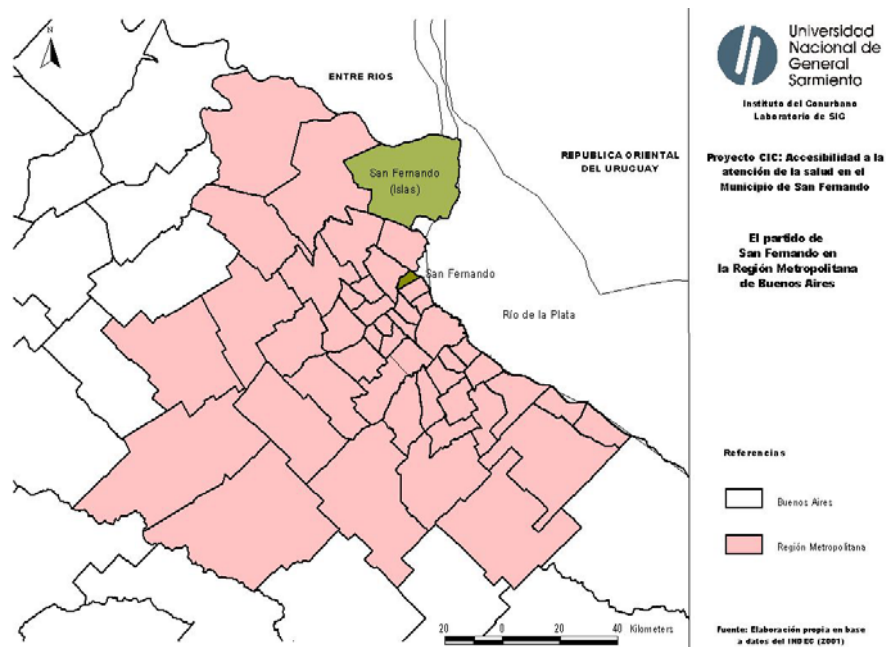 N
ENTRE RIOS
San Fernando
(Islas)
REPUBLICA ORIENTAL
DEL URUGUAY
San Fernando
Río de la Plata
20 0 20 40 Kilometers
Universidad
Nacional de
General
Sarmiento
Instituto del Conurbano
Laboratorio de SIG
Proyecto CIC: Accesibilidad a la
atención de la salud en el
Municipio de San Fernando
El partido de
San Fernando en
la Región Metropolitana
de Buenos Aires
Referencias
Buenos Aires
Región Metropolitana
Fuente: Elaboración propia en base
a datos del INDEC (2001)